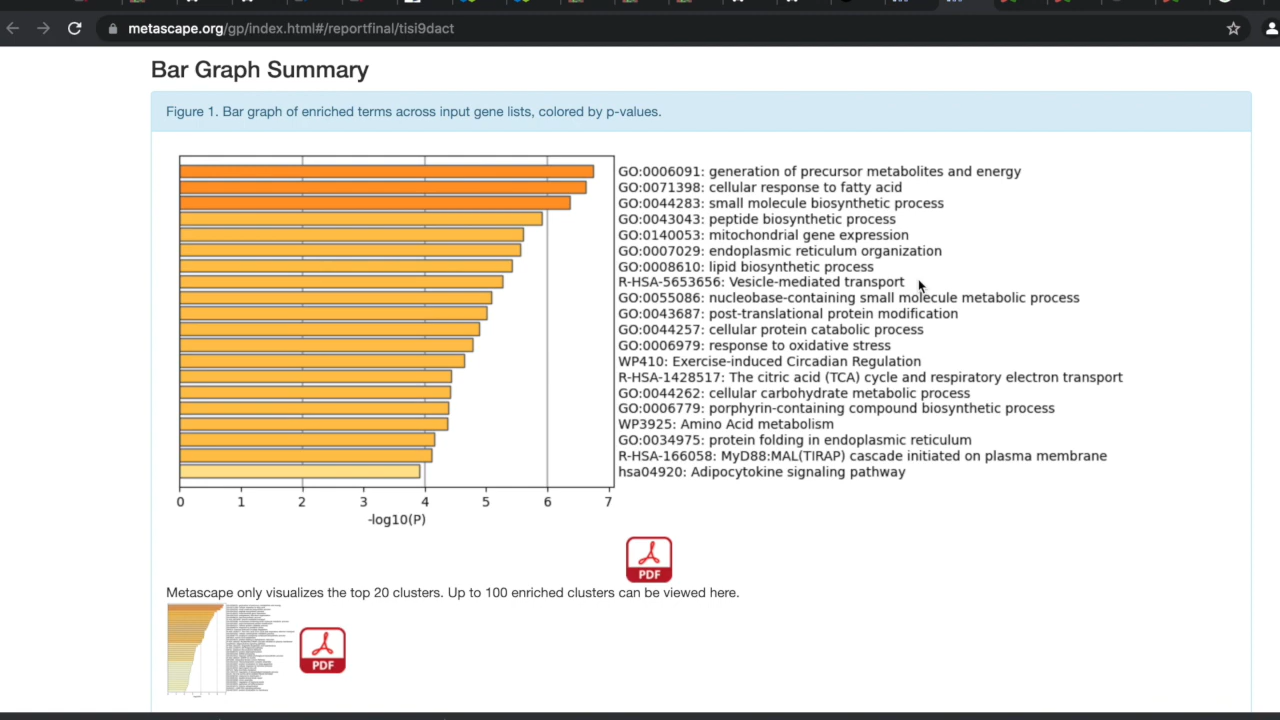 metascape.org/gp/index.html#/reportfinal/tisi9dact
Bar Graph Summary
Figure 1. Bar graph of enriched terms across input gene lists, colored by p-values.
GO:0006091: generation of precursor metabolites and energy
GO:0071398: cellular response to fatty acid
GO:0044283: small molecule biosynthetic process
GO:0043043: peptide biosynthetic process
GO:0140053: mitochondrial gene expression
GO:0007029: endoplasmic reticulum organization
GO:0008610: lipid biosynthetic process
R-HSA-5653656: Vesicle-mediated transport
GO:0055086: nucleobase-containing small molecule metabolic process
GO:0043687: post-translational protein modification
GO:0044257: cellular protein catabolic process
GO:0006979: response to oxidative stress
WP410: Exercise-induced Circadian Regulation
R-HSA-1428517: The citric acid (TCA) cycle and respiratory electron transport
GO:0044262: cellular carbohydrate metabolic process
GO:0006779: porphyrin-containing compound biosynthetic process
WP3925: Amino Acid metabolism
GO:0034975: protein folding in endoplasmic reticulum
R-HSA-166058: MyD88:MAL(TIRAP) cascade initiated on plasma membrane
hsa04920: Adipocytokine signaling pathway
0 1 2 3 4 5 6 7
-log10(P)
PDF
Metascape only visualizes the top 20 clusters. Up to 100 enriched clusters can be viewed here.
PDF